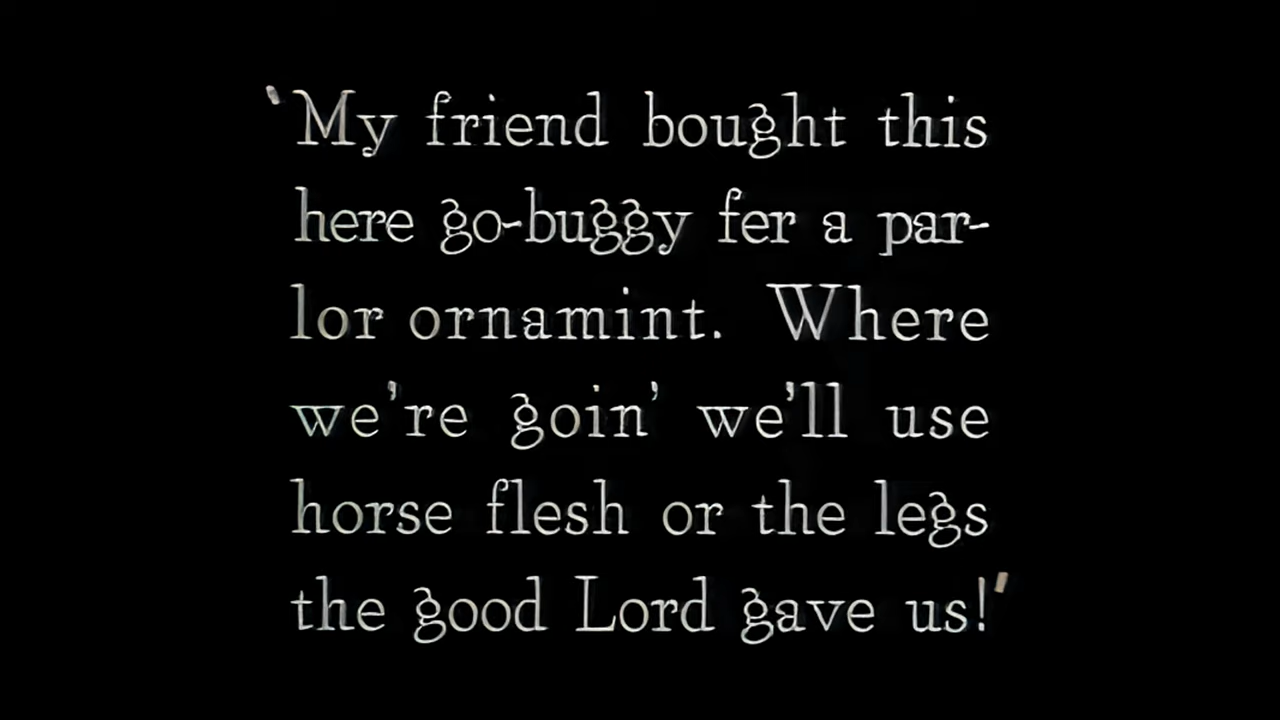 'My friend bought this
here go-buggy fer a par-
lor ornamint. Where
we're goin' we'll use
horse flesh or the legs
the good Lord gave us!'